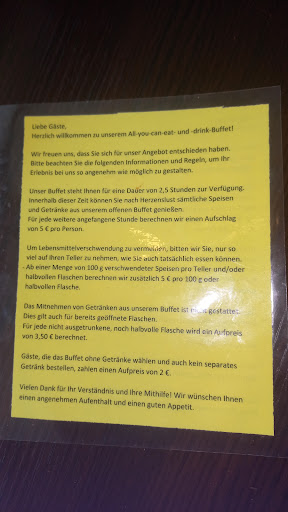 Liebe Gäste,
Herzlich willkommen zu unserem All-you-can-eat- und -drink-Buffet!
Wir freuen uns, dass Sie sich für unser Angebot entschieden haben.
Bitte beachten Sie die folgenden Informationen und Regeln, um Ihr
Erlebnis bei uns so angenehm wie möglich zu gestalten.
Unser Buffet steht Ihnen für eine Dauer von 2,5 Stunden zur Verfügung.
Innerhalb dieser Zeit können Sie nach Herzenslust sämtliche Speisen
und Getränke aus unserem offenen Buffet genießen.
Für jede weitere angefangene Stunde berechnen wir einen Aufschlag
von 5 € pro Person.
Um Lebensmittelverschwendung zu vermeiden, bitten wir Sie, nur so
viel auf Ihren Teller zu nehmen, wie Sie auch tatsächlich essen können.
- Ab einer Menge von 100 g verschwendeter Speisen pro Teller und/oder
halbvollen Flaschen berechnen wir zusätzlich 5 € pro 100 g oder
halbvollen Flasche.
Das Mitnehmen von Getränken aus unserem Buffet ist nicht gestattet.
Dies gilt auch für bereits geöffnete Flaschen.
Für jede nicht ausgetrunkene, noch halbvolle Flasche wird ein Aufpreis
von 3,50 € berechnet.
Gäste, die das Buffet ohne Getränke wählen und auch kein separates
Getränk bestellen, zahlen einen Aufpreis von 2 €.
Vielen Dank für Ihr Verständnis und Ihre Mithilfe! Wir wünschen Ihnen
einen angenehmen Aufenthalt und einen guten Appetit.